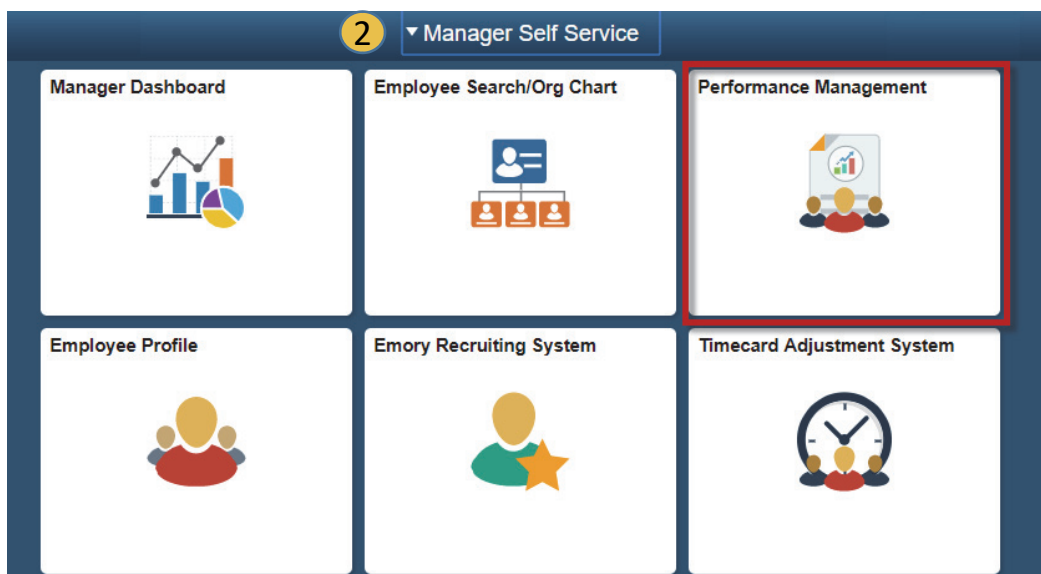 2 ▾ Manager Self Service
Manager Dashboard
Employee Search/Org Chart
Performance Management
Employee Profile
Emory Recruiting System
Timecard Adjustment System